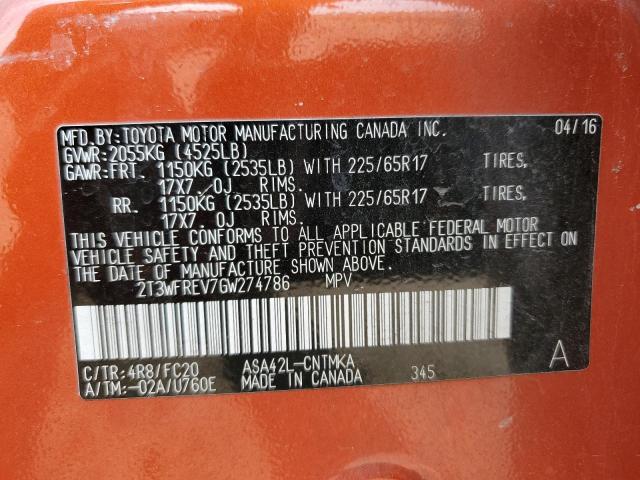 MFD.BY:TOYOTA MOTOR MANUFACTURING CANADA INC. 04/16
GVWR:2055KG (4525LB)
GAWR:FRT. 1150KG (2535LB) WITH 225/65R17 TIRES,
17X7 0J RIMS.
RR. 1150KG (2535LB) WITH 225/65R17 TIRES,
17X7 0J RIMS.
THIS VEHICLE CONFORMS TO ALL APPLICABLE FEDERAL MOTOR
VEHICLE SAFETY AND THEFT PREVENTION STANDARDS IN EFFECT ON
THE DATE OF MANUFACTURE SHOWN ABOVE.
2T3WFREV7GW274786 MPV
C/TR:4R8/FC20 ASA42L-CNTMKA A
A/TM:-02A/U760E MADE IN CANADA 345